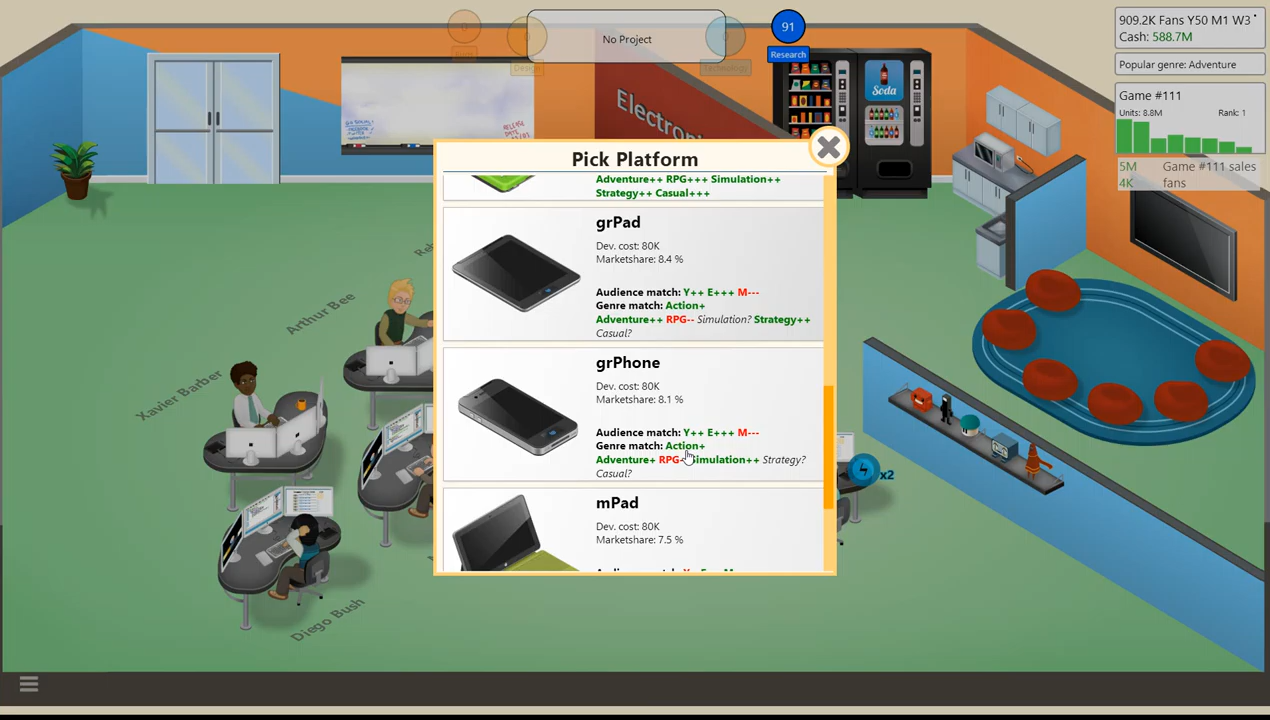 909.2K Fans Y50 M1 W3
Cash: 588.7M
91
No Project
Research
Popular genre: Adventure
Soda
Game #111
Units: 8.8M
Rank: 1
Electron
RELEASE
DATE
Pick Platform
5M
Game #111 sales
4K
fans
Adventure++ RPG+++ Simulation++
Strategy++ Casual+++
grPad
Dev. cost: 80K
Marketshare: 8.4 %
Audience match: Y++ E+++ M---
Genre match: Action+
Adventure++ RPG-- Simulation? Strategy++
Casual?
Arthur Bee
grPhone
Dev. cost: 80K
Marketshare: 8.1 %
Xavier Barber
Audience match: Y++ E+++ M---
Genre match: Action+
Adventure+ RPG- Simulation++ Strategy?
Casual?
x2
mPad
Dev. cost: 80K
Marketshare: 7.5 %
Diego Bush